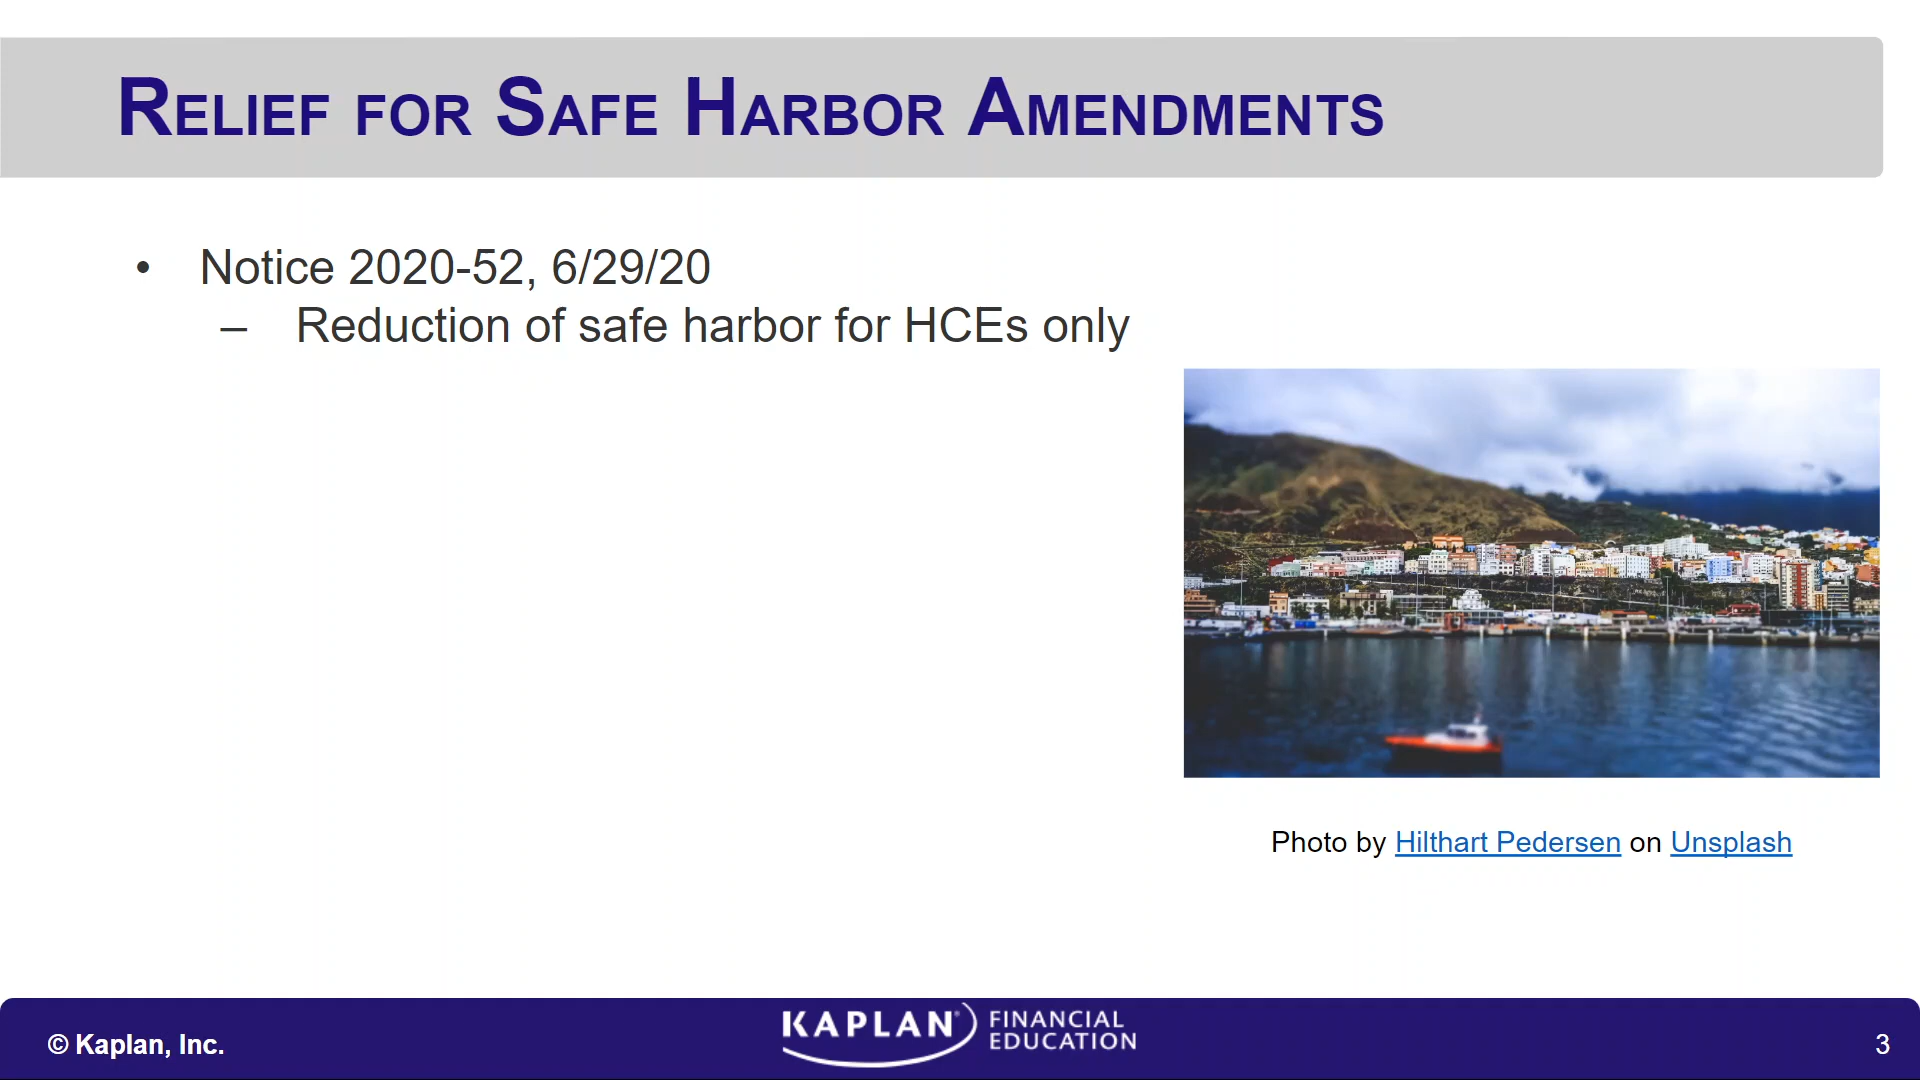 Relief for Safe Harbor Amendments
• Notice 2020-52, 6/29/20
– Reduction of safe harbor for HCEs only
Photo by Hilthart Pedersen on Unsplash
© Kaplan, Inc.
KAPLAN FINANCIAL EDUCATION
3